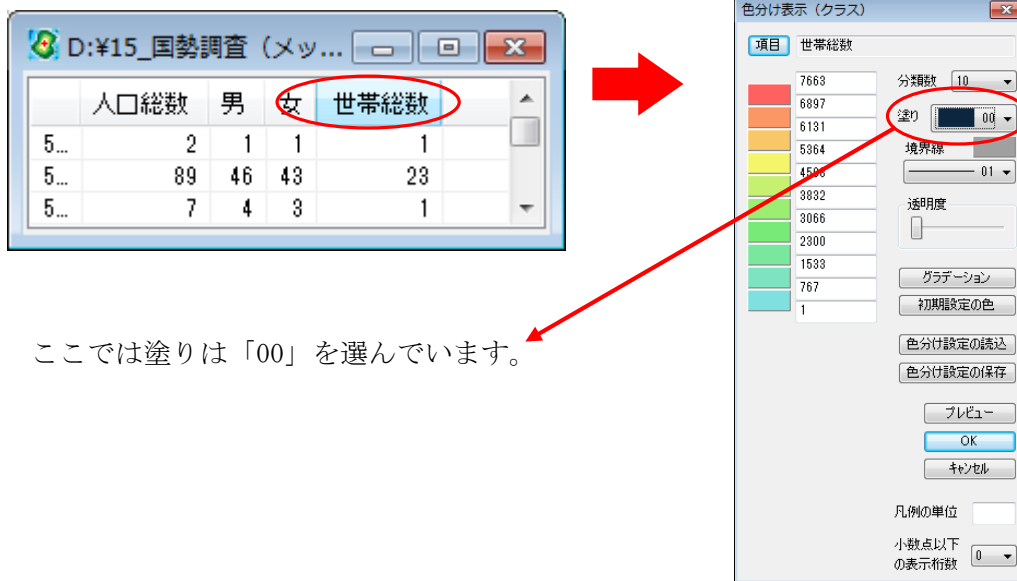 D:¥15_国勢調査（メッ...
人口総数 男 女 世帯総数
5... 2 1 1 1
5... 89 46 43 23
5... 7 4 3 1
ここでは塗りは「00」を選んでいます。
色分け表示（クラス）
項目 世帯総数
7663
6897
6131
5364
3832
3066
2300
1533
767
1
分類数 10
塗り 00
境界線
01
透明度
グラデーション
初期設定の色
色分け設定の読込
色分け設定の保存
プレビュー
OK
キャンセル
凡例の単位
小数点以下
の表示桁数 0